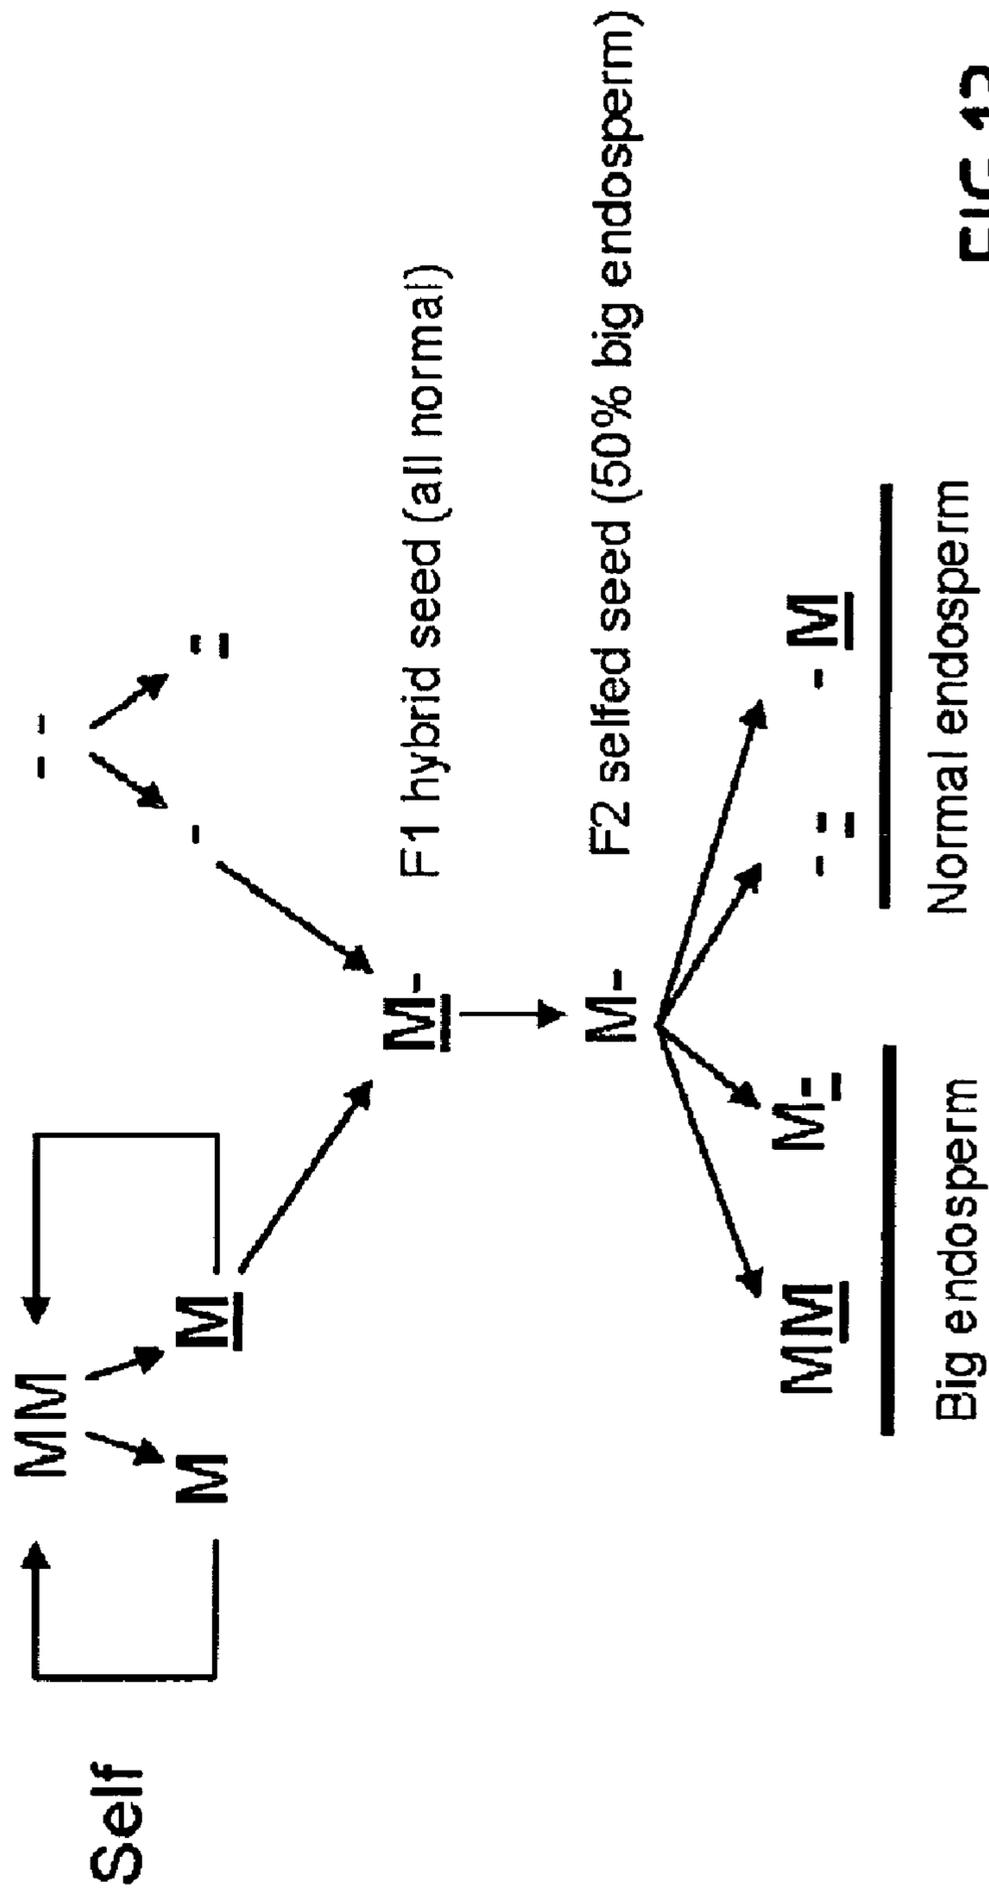 MM - -
Self
M M - -
M- F1 hybrid seed (all normal)
M- F2 selfed seed (50% big endosperm)
MM M- - - - M
Big endosperm Normal endosperm
FIG